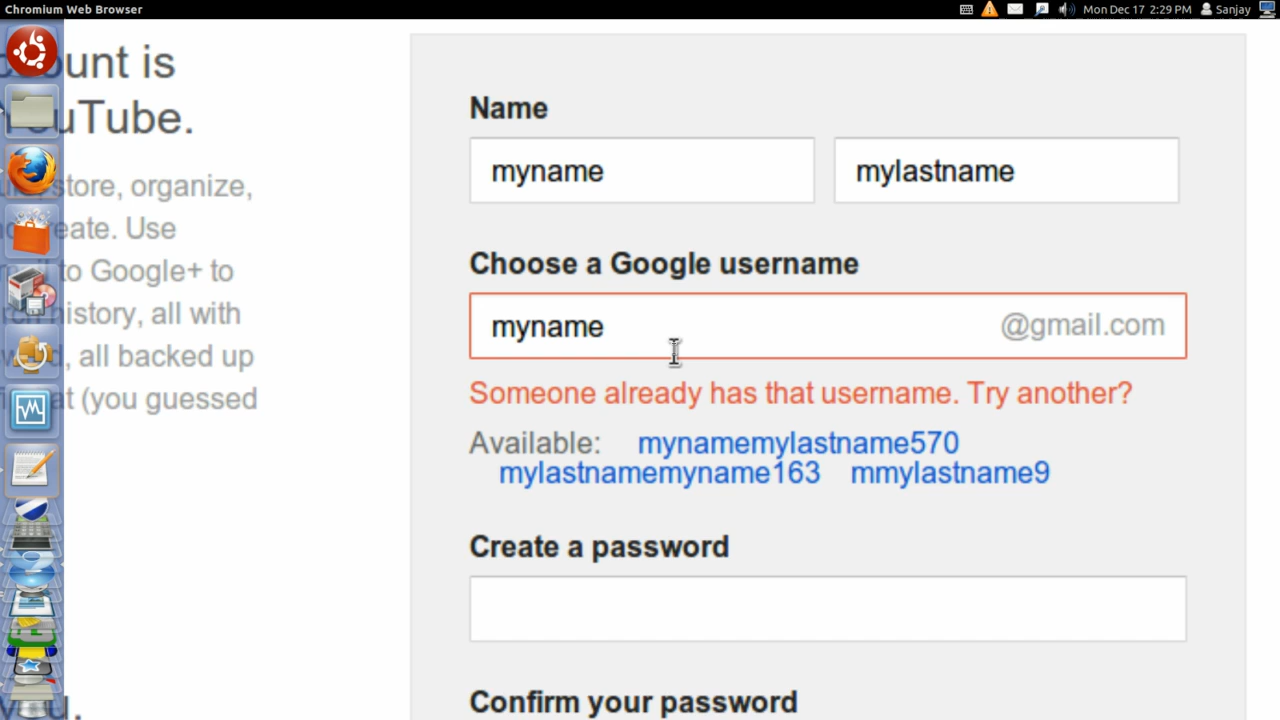 Chromium Web Browser
Mon Dec 17 2:29 PM Sanjay
unt is
uTube.
store, organize,
eate. Use
to Google+ to
history, all with
, all backed up
at (you guessed
Name
myname mylastname
Choose a Google username
myname @gmail.com
Someone already has that username. Try another?
Available: mynamemylastname570
mylastnamemyname163 mmylastname9
Create a password
Confirm your password